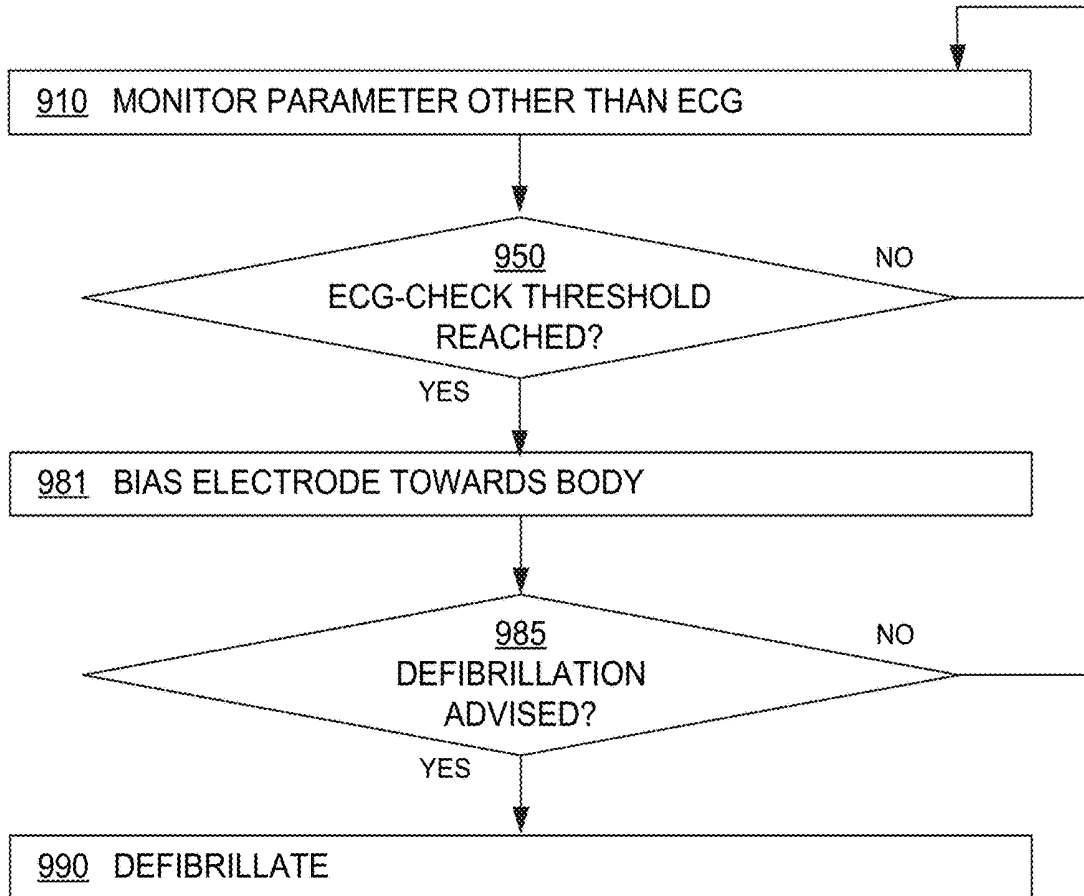 910 MONITOR PARAMETER OTHER THAN ECG
950
NO
ECG-CHECK THRESHOLD
REACHED?
YES
981 BIAS ELECTRODE TOWARDS BODY
985
NO
DEFIBRILLATION
ADVISED?
YES
990 DEFIBRILLATE